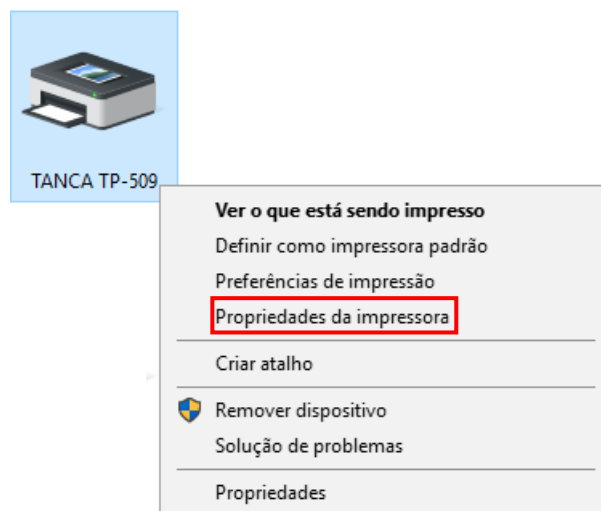 TANCA TP-509
Ver o que está sendo impresso
Definir como impressora padrão
Preferências de impressão
Propriedades da impressora
Criar atalho
Remover dispositivo
Solução de problemas
Propriedades